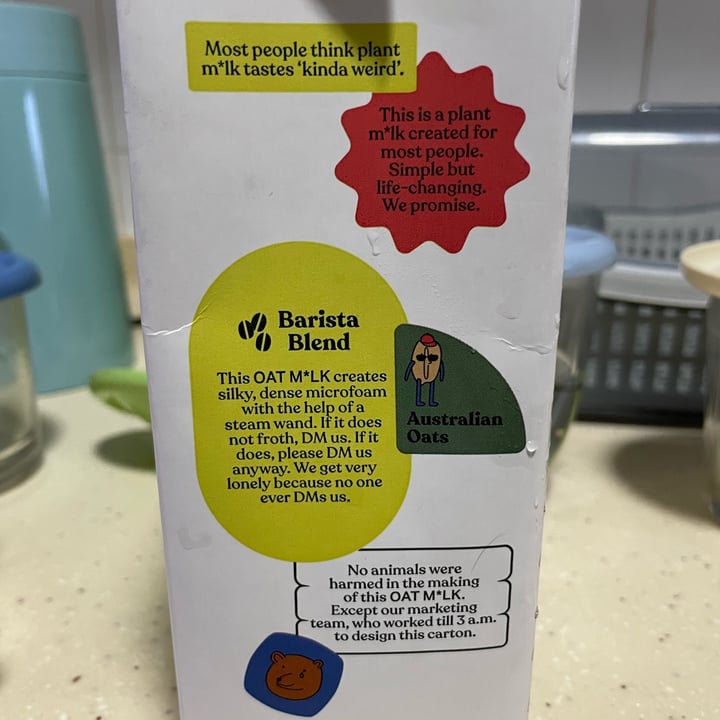 Most people think plant
m*lk tastes ‘kinda weird’.
This is a plant
m*lk created for
most people.
Simple but
life-changing.
We promise.
Barista
Blend
This OAT M*LK creates
silky, dense microfoam
with the help of a
steam wand. If it does
not froth, DM us. If it
does, please DM us
anyway. We get very
lonely because no one
ever DMs us.
Australian
Oats
No animals were
harmed in the making
of this OAT M*LK.
Except our marketing
team, who worked till 3 a.m.
to design this carton.